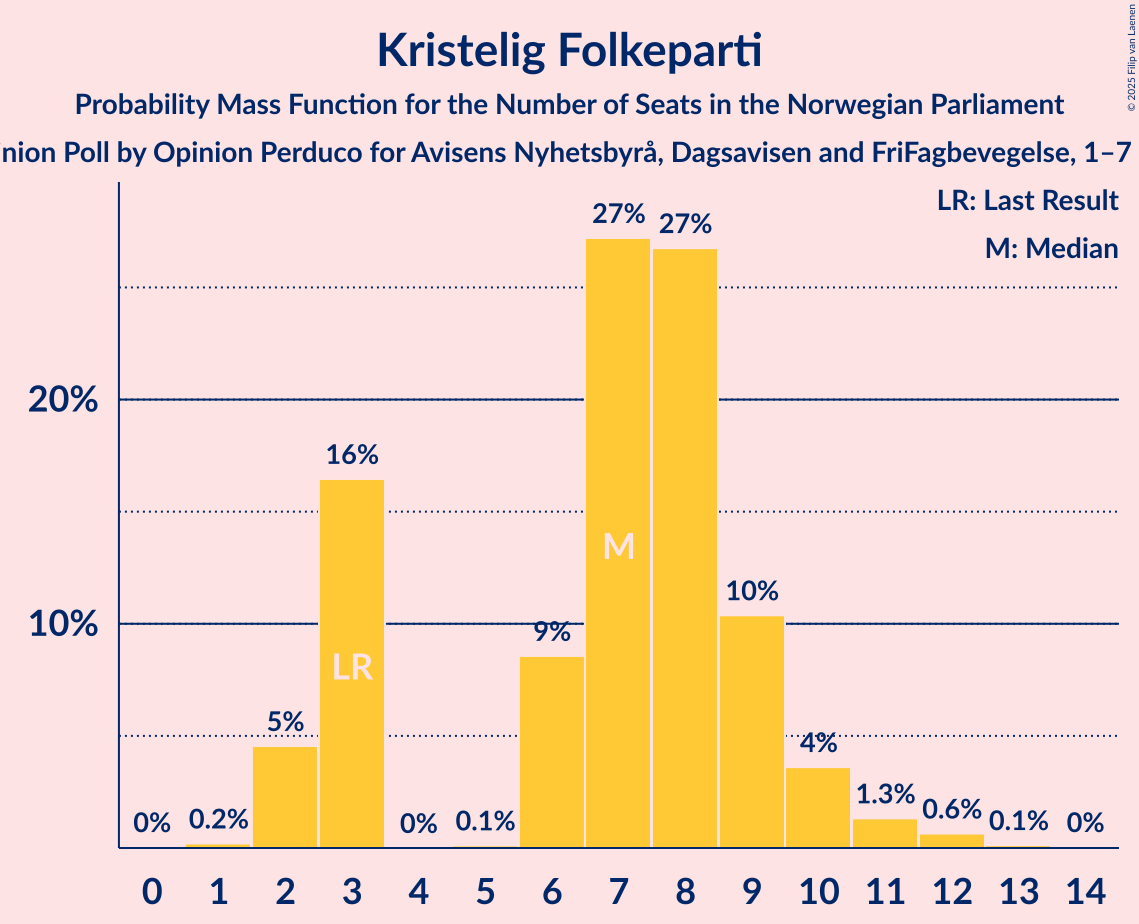 Kristelig Folkeparti
Probability Mass Function for the Number of Seats in the Norwegian Parliament
Poll by Opinion Perduco for Avisens Nyhetsbyrå, Dagsavisen and FriFagbevegelse, 1–7
© 2025 Filip van Laenen
LR: Last Result
M: Median
27% 27%
20%
16%
M
10%
10%
9%
LR
5%
4%
1.3%
0.6%
0% 0.2% 0% 0.1% 0.1% 0%
0 1 2 3 4 5 6 7 8 9 10 11 12 13 14